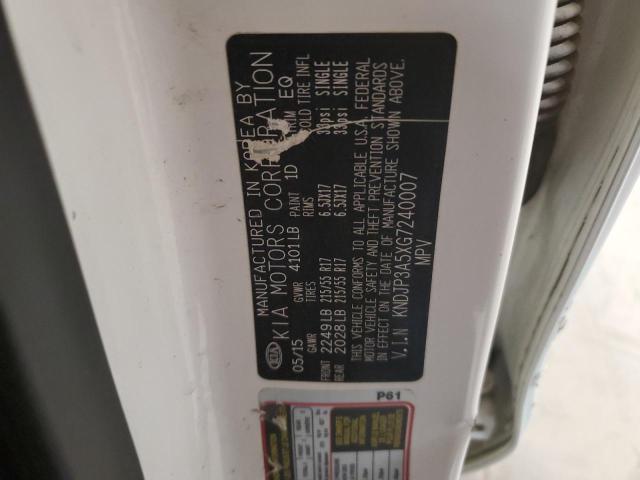 KIA
MANUFACTURED IN KOREA BY
KIA MOTORS CORPORATION
05/15 GVWR 4101LB PAINT 1D TRIM EQ
GAWR TIRES RIMS COLD TIRE INFL
FRONT 2249LB 215/55 R17 6.5JX17 33psi SINGLE
REAR 2028LB 215/55 R17 6.5JX17 33psi SINGLE
THIS VEHICLE CONFORMS TO ALL APPLICABLE U.S.A. FEDERAL
MOTOR VEHICLE SAFETY AND THEFT PREVENTION STANDARDS
IN EFFECT ON THE DATE OF MANUFACTURE SHOWN ABOVE.
V.I.N KNDJP3A5XG7240007
MPV
P61